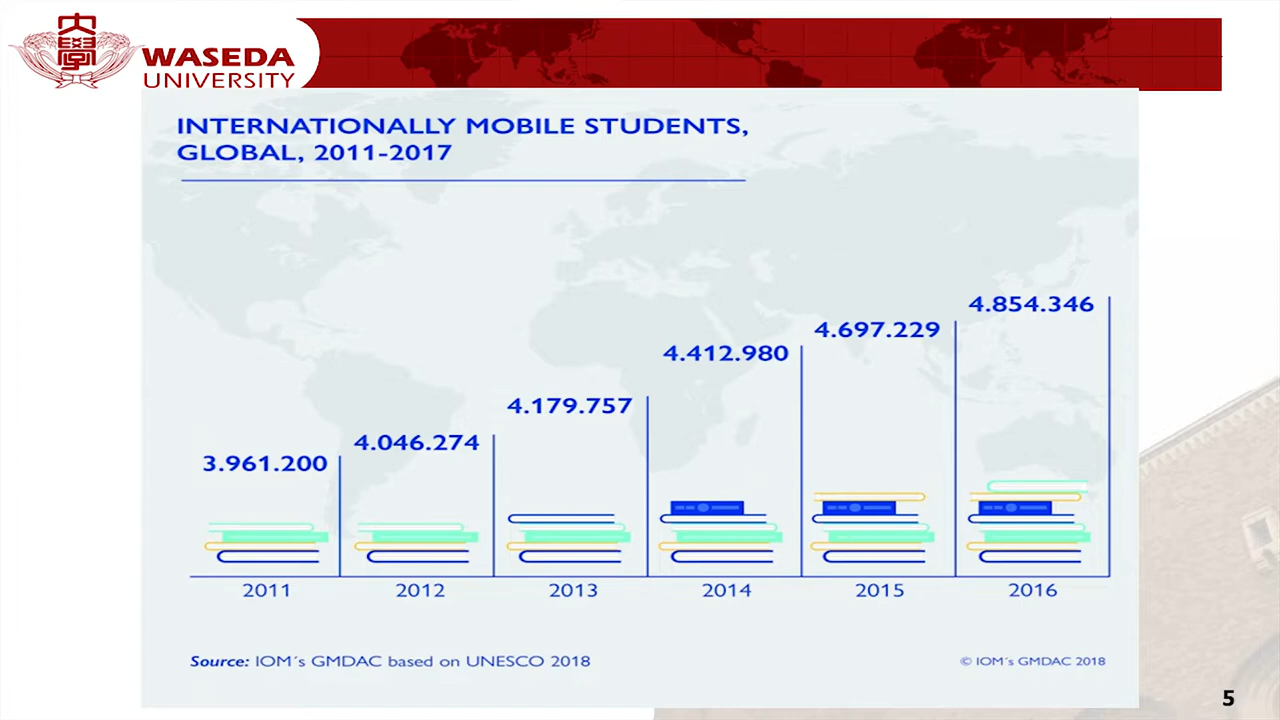 大學
WASEDA
UNIVERSITY
INTERNATIONALLY MOBILE STUDENTS,
GLOBAL, 2011-2017
3.961.200
4.046.274
4.179.757
4.412.980
4.697.229
4.854.346
2011
2012
2013
2014
2015
2016
Source: IOM´s GMDAC based on UNESCO 2018
© IOM´s GMDAC 2018
5